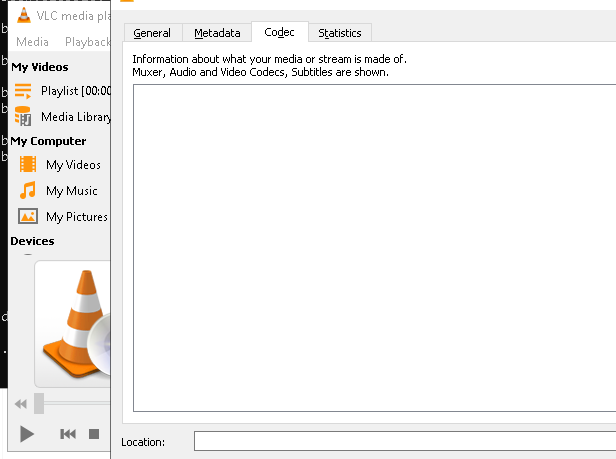 VLC media pla
Media Playback
My Videos
Playlist [00:00
Media Library
My Computer
My Videos
My Music
My Pictures
Devices
General Metadata Codec Statistics
Information about what your media or stream is made of.
Muxer, Audio and Video Codecs, Subtitles are shown.
Location: